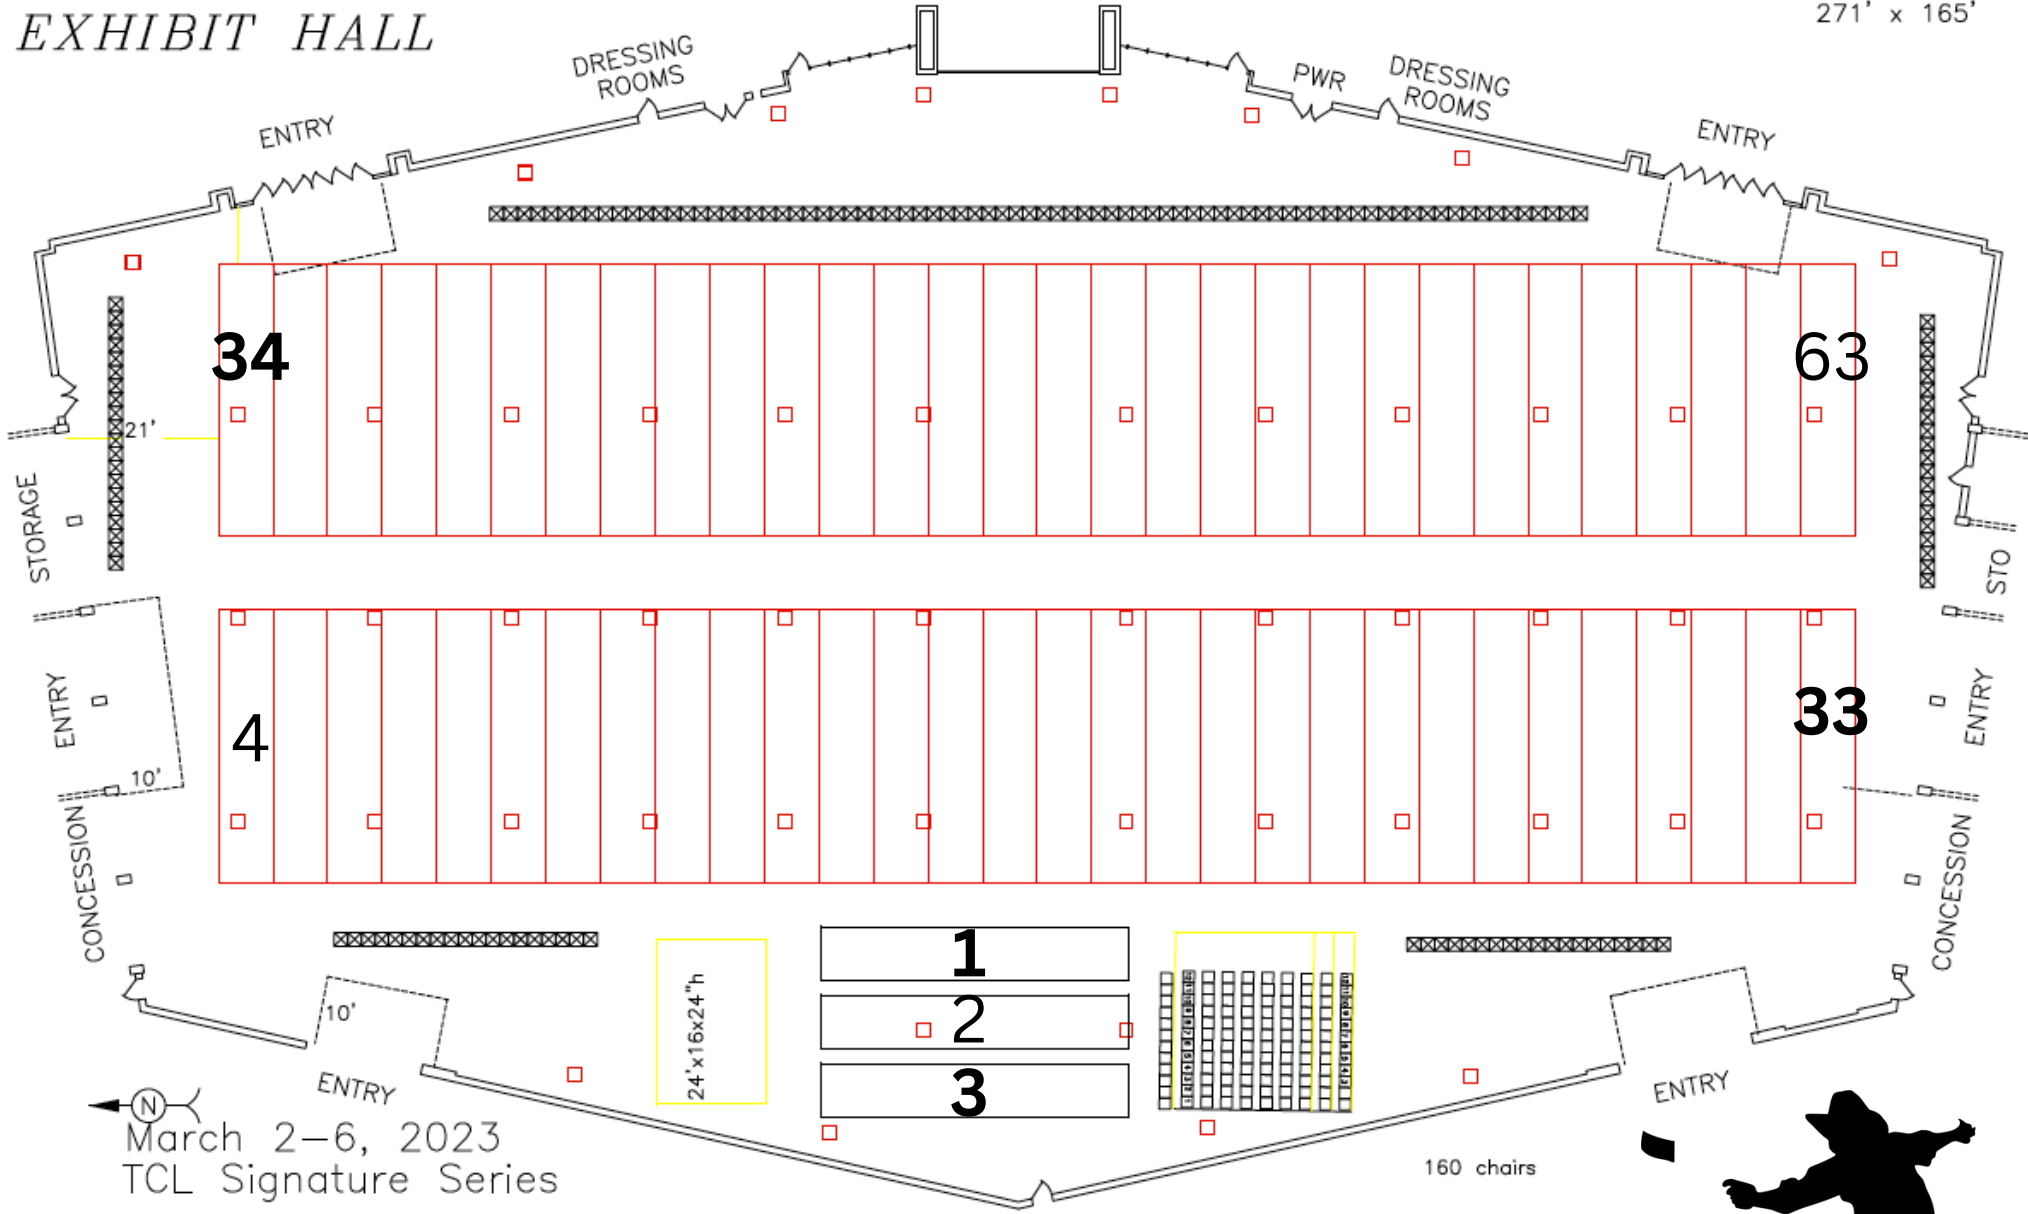 EXHIBIT HALL
271' x 165'
DRESSING
ROOMS
PWR
DRESSING
ROOMS
ENTRY
ENTRY
34
63
21'
STORAGE
STO
ENTRY
10'
4
33
ENTRY
CONCESSION
CONCESSION
1
2
3
24'x16x24"h
10'
ENTRY
ENTRY
N
March 2-6, 2023
TCL Signature Series
160 chairs